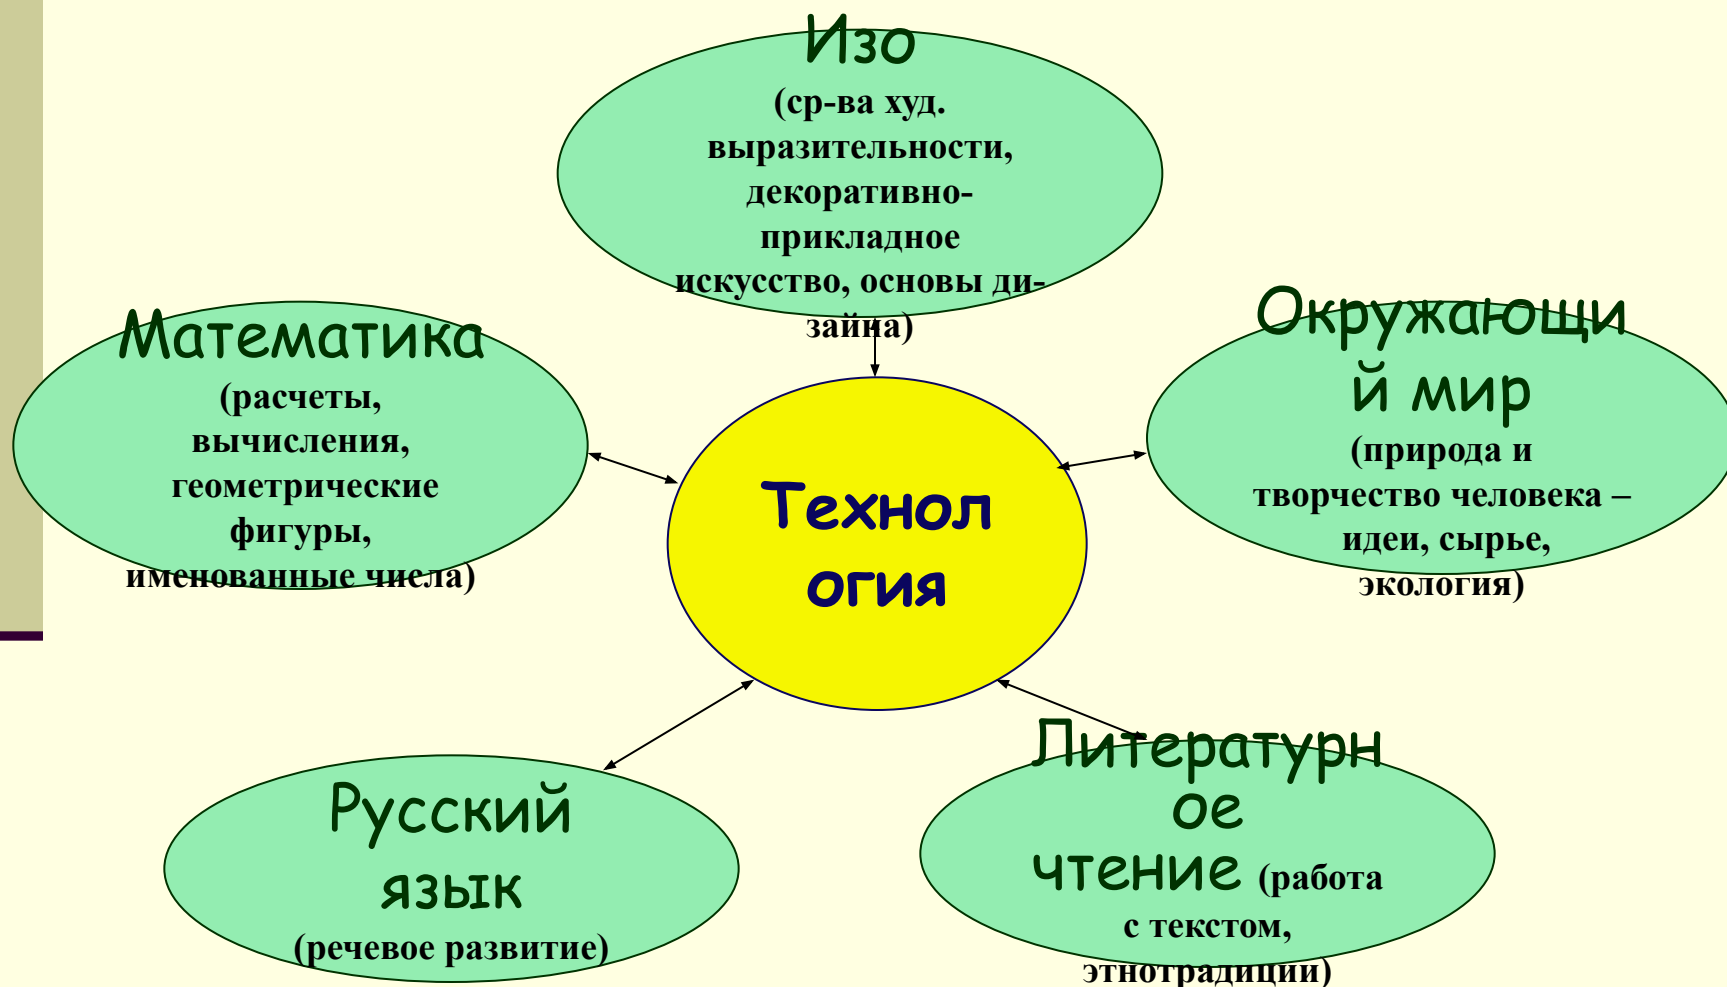 Изо
(ср-ва худ.
выразительности,
декоративно-
прикладное
искусство, основы ди-
зайна)
Математика
(расчеты,
вычисления,
геометрические
фигуры,
именованные числа)
Окружающи
й мир
(природа и
творчество человека –
идеи, сырье,
экология)
Технол
огия
Русский
язык
(речевое развитие)
Литературн
ое
чтение (работа
с текстом,
этнотрадиции)